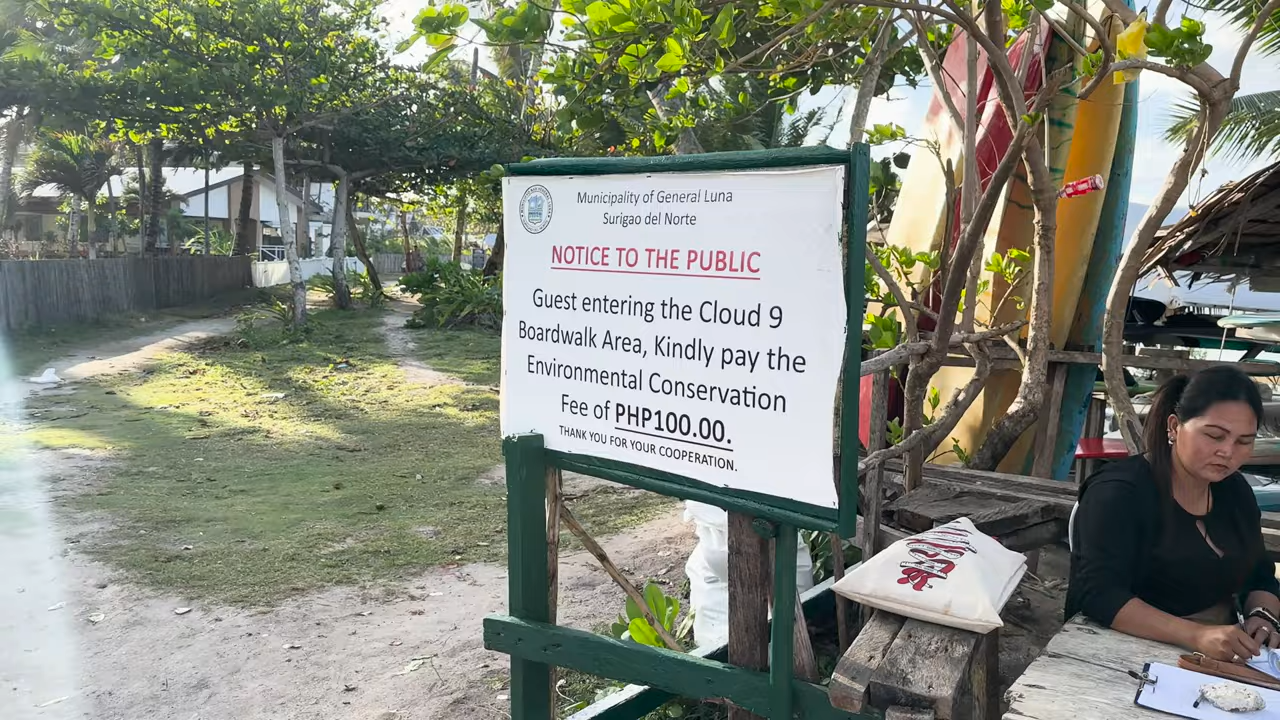 Municipality of General Luna
Surigao del Norte
NOTICE TO THE PUBLIC
Guest entering the Cloud 9
Boardwalk Area, Kindly pay the
Environmental Conservation
Fee of PHP100.00.
THANK YOU FOR YOUR COOPERATION.